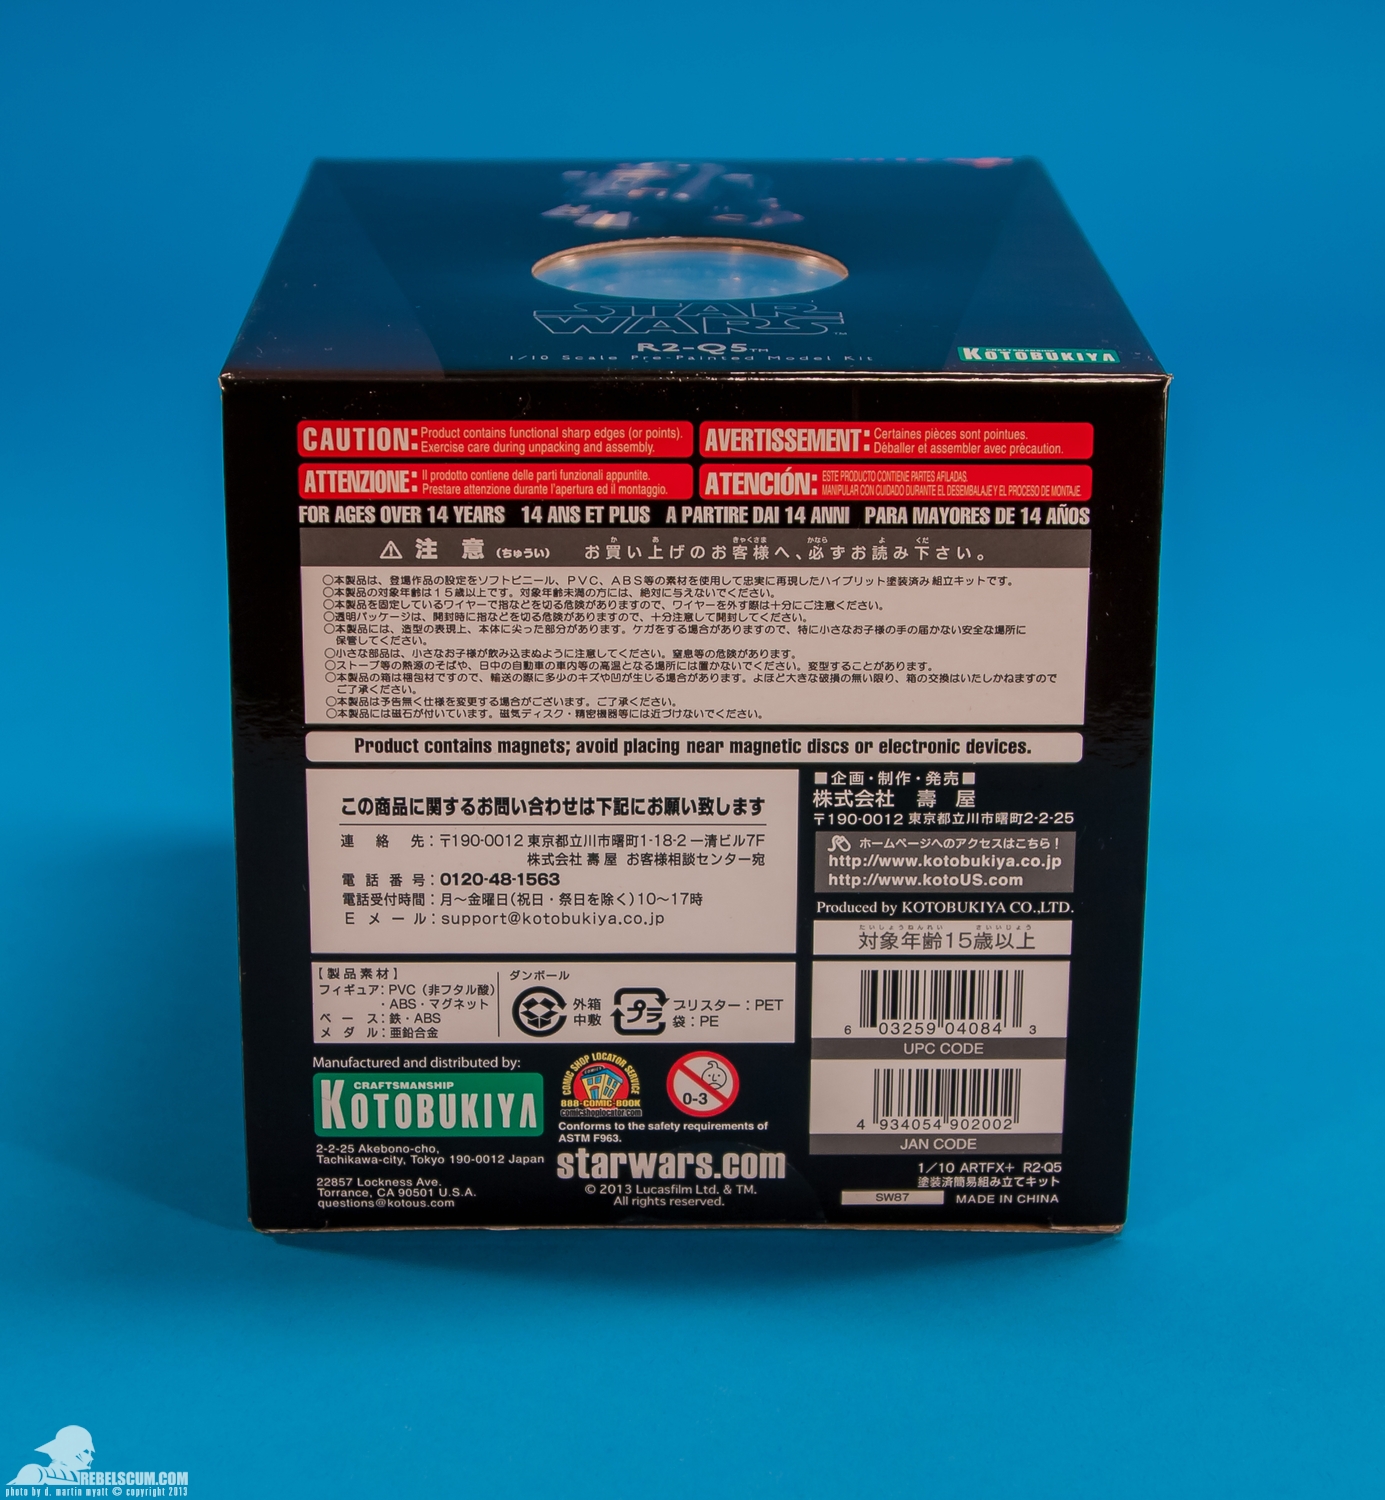 STAR
WARS
R2-Q5™
1/10 Scale Pre-Painted Model Kit
CRAFTSMANSHIP
KOTOBUKIYA
CAUTION: Product contains functional sharp edges (or points).
Exercise care during unpacking and assembly.
AVERTISSEMENT: Certaines pièces sont pointues.
Déballer et assembler avec précaution.
ATTENZIONE: Il prodotto contiene delle parti funzionali appuntite.
Prestare attenzione durante l'apertura ed il montaggio.
ATENCIÓN: ESTE PRODUCTO CONTIENE PARTES AFILADAS.
MANIPULAR CON CUIDADO DURANTE EL DESEMBALAJE Y EL PROCESO DE MONTAJE.
FOR AGES OVER 14 YEARS 14 ANS ET PLUS A PARTIRE DAI 14 ANNI PARA MAYORES DE 14 AÑOS
⚠ 注意(ちゅうい) お買い上げのお客様へ、必ずお読み下さい。
○本製品は、登場作品の設定をソフトビニール、PVC、ABS等の素材を使用して忠実に再現したハイブリット塗装済み組立キットです。
○本製品の対象年齢は15歳以上です。対象年齢未満の方には、絶対に与えないでください。
○本製品を固定しているワイヤーで指などを切る危険がありますので、ワイヤーを外す際は十分にご注意ください。
○透明パッケージは、開封時に指などを切る危険がありますので、十分注意して開封してください。
○本製品には、造型の表現上、本体に尖った部分があります。ケガをする場合がありますので、特に小さなお子様の手の届かない安全な場所に
保管してください。
○小さな部品は、小さなお子様が飲み込まぬように注意してください。窒息等の危険があります。
○ストーブ等の熱源のそばや、日中の自動車の車内等の高温となる場所には置かないでください。変型することがあります。
○本製品の箱は梱包材ですので、輸送の際に多少のキズや凹が生じる場合があります。よほど大きな破損の無い限り、箱の交換はいたしかねますので
ご了承ください。
○本製品は予告無く仕様を変更する場合がございます。ご了承ください。
○本製品には磁石が付いています。磁気ディスク・精密機器等には近づけないでください。
Product contains magnets; avoid placing near magnetic discs or electronic devices.
この商品に関するお問い合わせは下記にお願い致します
連絡先:〒190-0012 東京都立川市曙町1-18-2 一清ビル7F
株式会社 壽屋 お客様相談センター宛
電話番号:0120-48-1563
電話受付時間:月～金曜日(祝日・祭日を除く)10～17時
Eメール:support@kotobukiya.co.jp
■企画・制作・発売■
株式会社 壽屋
〒190-0012 東京都立川市曙町2-2-25
ホームページへのアクセスはこちら!
http://www.kotobukiya.co.jp
http://www.kotoUS.com
Produced by KOTOBUKIYA CO.,LTD.
たいしょうねんれい さいいじょう
対象年齢15歳以上
【製品素材】
フィギュア:PVC(非フタル酸)
・ABS・マグネット
ベース:鉄・ABS
メダル:亜鉛合金
ダンボール
外箱
中敷
プラ
ブリスター:PET
袋:PE
6 03259 04084 3
UPC CODE
4 934054 902002
JAN CODE
Manufactured and distributed by:
CRAFTSMANSHIP
KOTOBUKIYA
2-2-25 Akebono-cho,
Tachikawa-city, Tokyo 190-0012 Japan
22857 Lockness Ave.
Torrance, CA 90501 U.S.A.
questions@kotous.com
COMIC SHOP LOCATOR SERVICE
COMICS
888-COMIC-BOOK
comicshoplocator.com
0-3
Conforms to the safety requirements of
ASTM F963.
starwars.com
© 2013 Lucasfilm Ltd. & TM.
All rights reserved.
1/10 ARTFX+ R2-Q5
塗装済簡易組み立てキット
SW87 MADE IN CHINA
REBELSCUM.COM
photo by d. martin myatt © copyright 2013